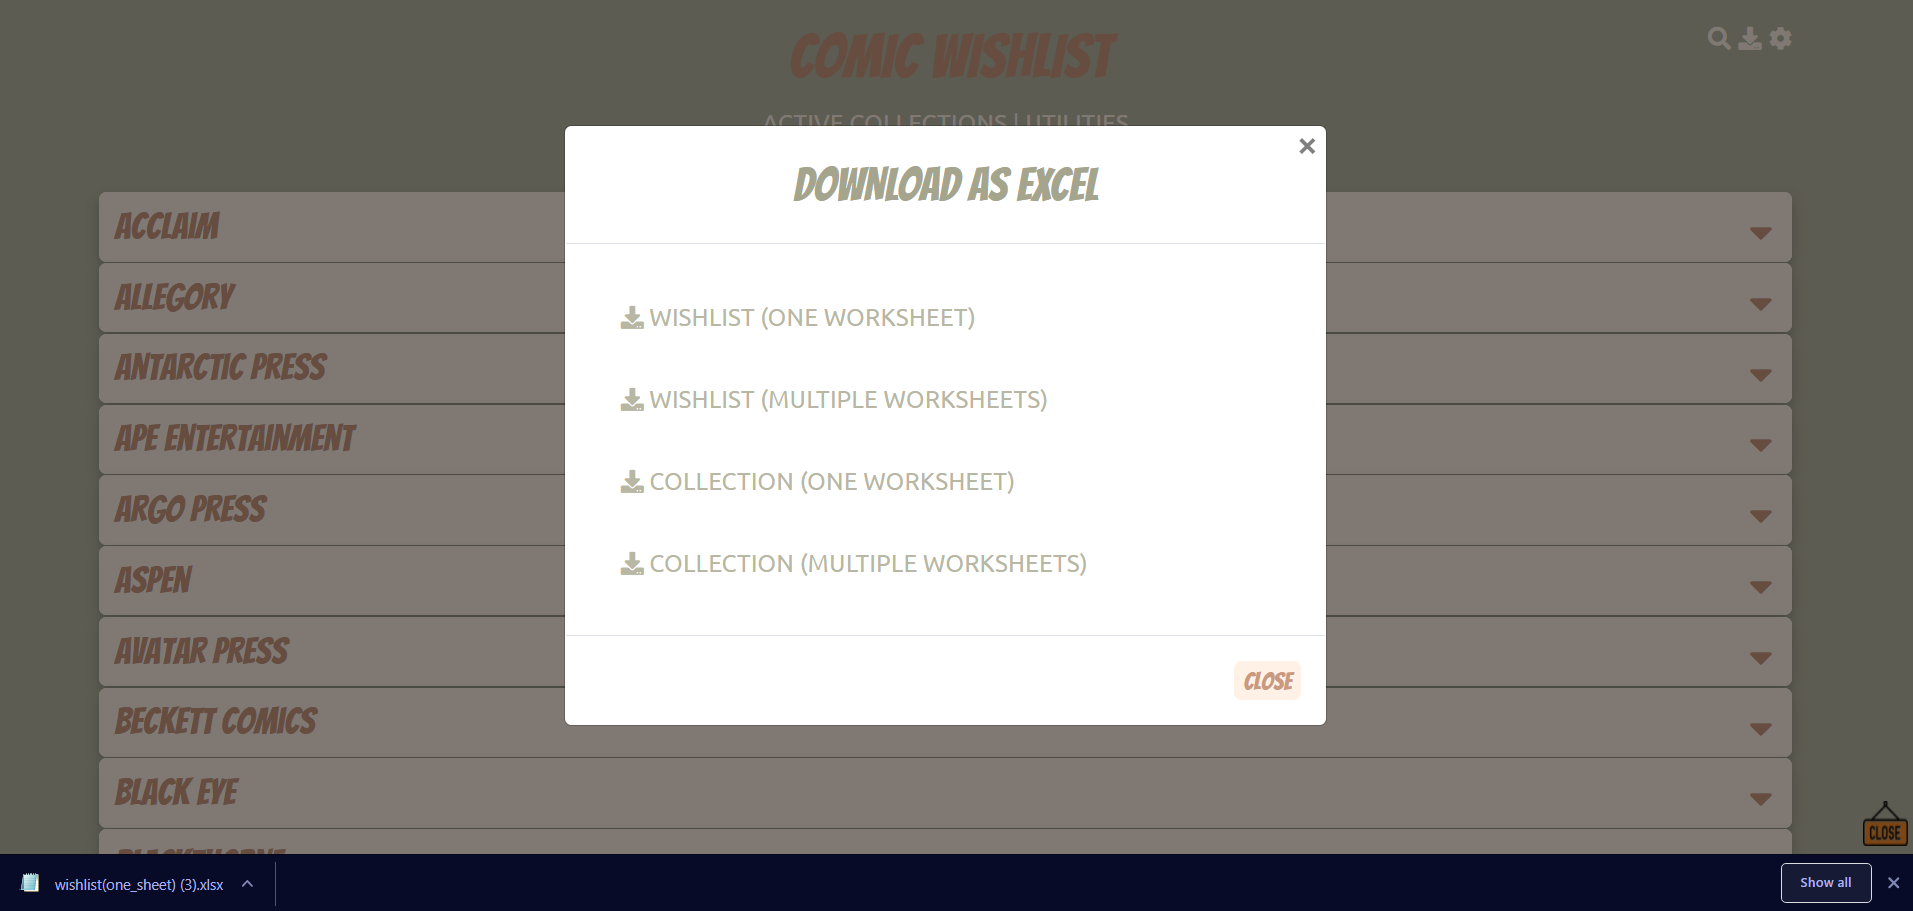 COMIC WISHLIST
ACTIVE COLLECTIONS | UTILITIES
DOWNLOAD AS EXCEL
WISHLIST (ONE WORKSHEET)
WISHLIST (MULTIPLE WORKSHEETS)
COLLECTION (ONE WORKSHEET)
COLLECTION (MULTIPLE WORKSHEETS)
CLOSE
ACCLAIM
ALLEGORY
ANTARCTIC PRESS
APE ENTERTAINMENT
ARGO PRESS
ASPEN
AVATAR PRESS
BECKETT COMICS
BLACK EYE
BLACKTHORNE
CLOSE
wishlist(one_sheet) (3).xlsx
Show all